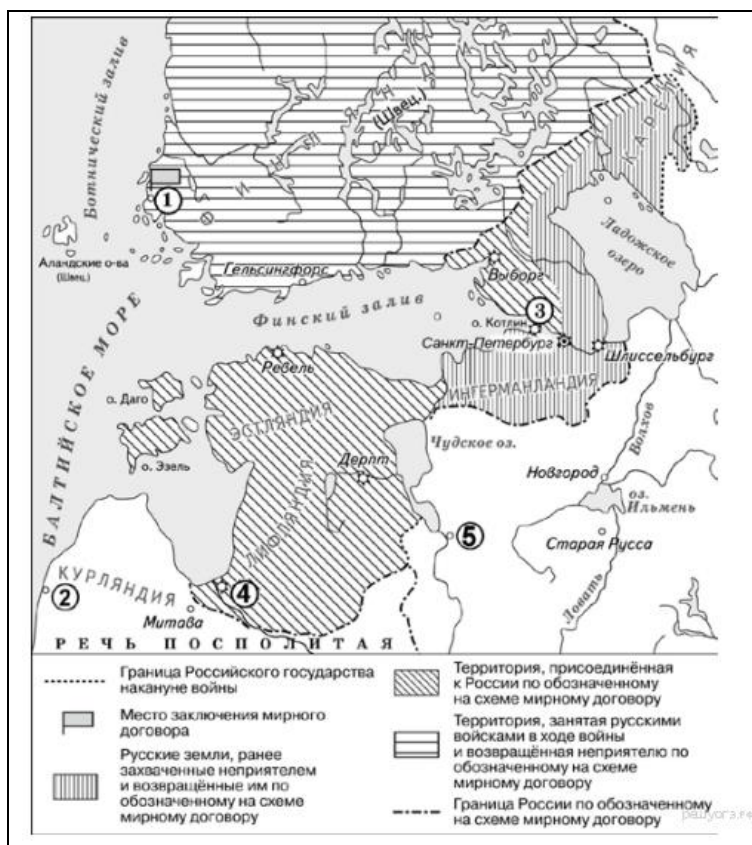 Ботнический залив
ФИНЛЯНДИЯ
(Швец.)
КАРЕЛИЯ
1
Ладожское
озеро
Аландские о-ва
(Швец.)
Гельсингфорс
Выборг
Финский залив
3
о. Котлин
Санкт-Петербург
Шлиссельбург
БАЛТИЙСКОЕ МОРЕ
Ревель
ИНГЕРМАНЛАНДИЯ
о. Даго
ЭСТЛЯНДИЯ
Чудское оз.
Волхов
о. Эзель
Дерпт
Новгород
ЛИФЛЯНДИЯ
оз.
Ильмень
5
Старая Русса
КУРЛЯНДИЯ
2
4
Ловать
Митава
РЕЧЬ ПОСПОЛИТАЯ
Граница Российского государства
накануне войны
Место заключения мирного
договора
Русские земли, ранее
захваченные неприятелем
и возвращённые им по
обозначенному на схеме
мирному договору
Территория, присоединённая
к России по обозначенному
на схеме мирному договору
Территория, занятая русскими
войсками в ходе войны
и возвращённая неприятелю по
обозначенному на схеме
мирному договору
Граница России по обозначенному
на схеме мирному договору
решуогэ.рф